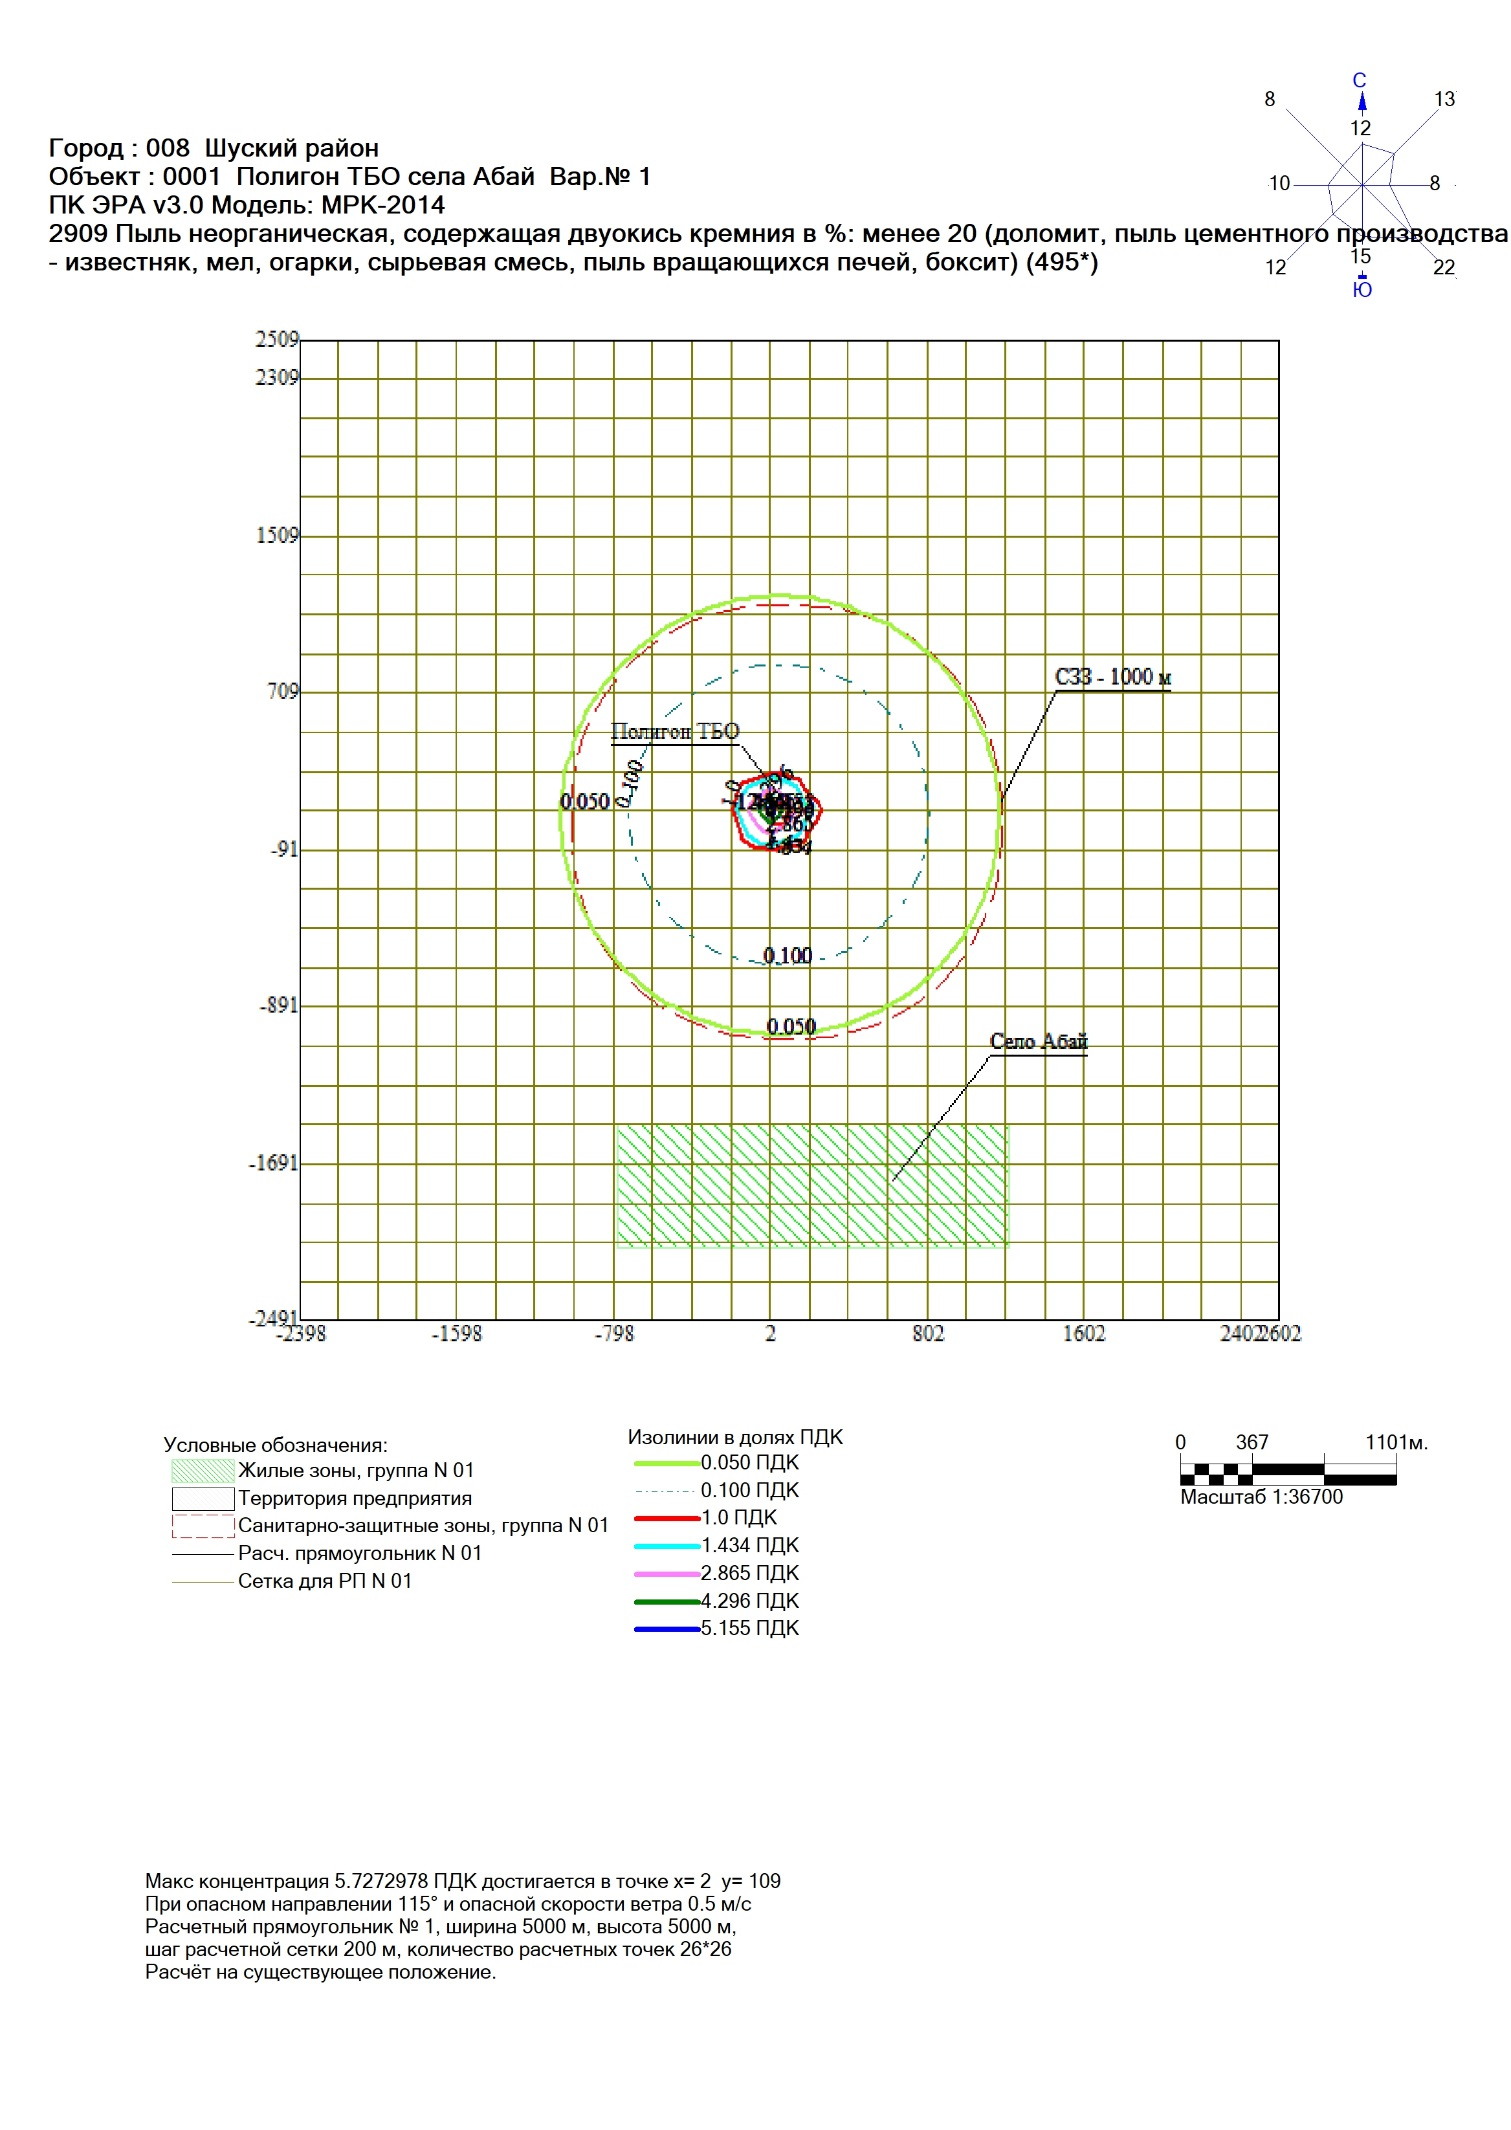 С
8
13
12
Город : 008  Шуский район
Объект : 0001  Полигон ТБО села Абай  Вар.№ 1
10
8
ПК ЭРА v3.0 Модель: МРК-2014
2909 Пыль неорганическая, содержащая двуокись кремния в %: менее 20 (доломит, пыль цементного производства
- известняк, мел, огарки, сырьевая смесь, пыль вращающихся печей, боксит) (495*)
15
12
22
Ю
2509
2309
1509
709
СЗЗ - 1000 м
Полигон ТБО
0.100
1.0
0.050
2.865
-91
0.100
-891
0.050
Село Абай
-1691
-2491
-2398
-1598
-798
2
802
1602
2402
2602
Условные обозначения:
Жилые зоны, группа N 01
Территория предприятия
Санитарно-защитные зоны, группа N 01
Расч. прямоугольник N 01
Сетка для РП N 01
Изолинии в долях ПДК
0.050 ПДК
0.100 ПДК
1.0 ПДК
1.434 ПДК
2.865 ПДК
4.296 ПДК
5.155 ПДК
0
367
1101м.
Масштаб 1:36700
Макс концентрация 5.7272978 ПДК достигается в точке x= 2  y= 109
При опасном направлении 115° и опасной скорости ветра 0.5 м/с
Расчетный прямоугольник № 1, ширина 5000 м, высота 5000 м,
шаг расчетной сетки 200 м, количество расчетных точек 26*26
Расчёт на существующее положение.